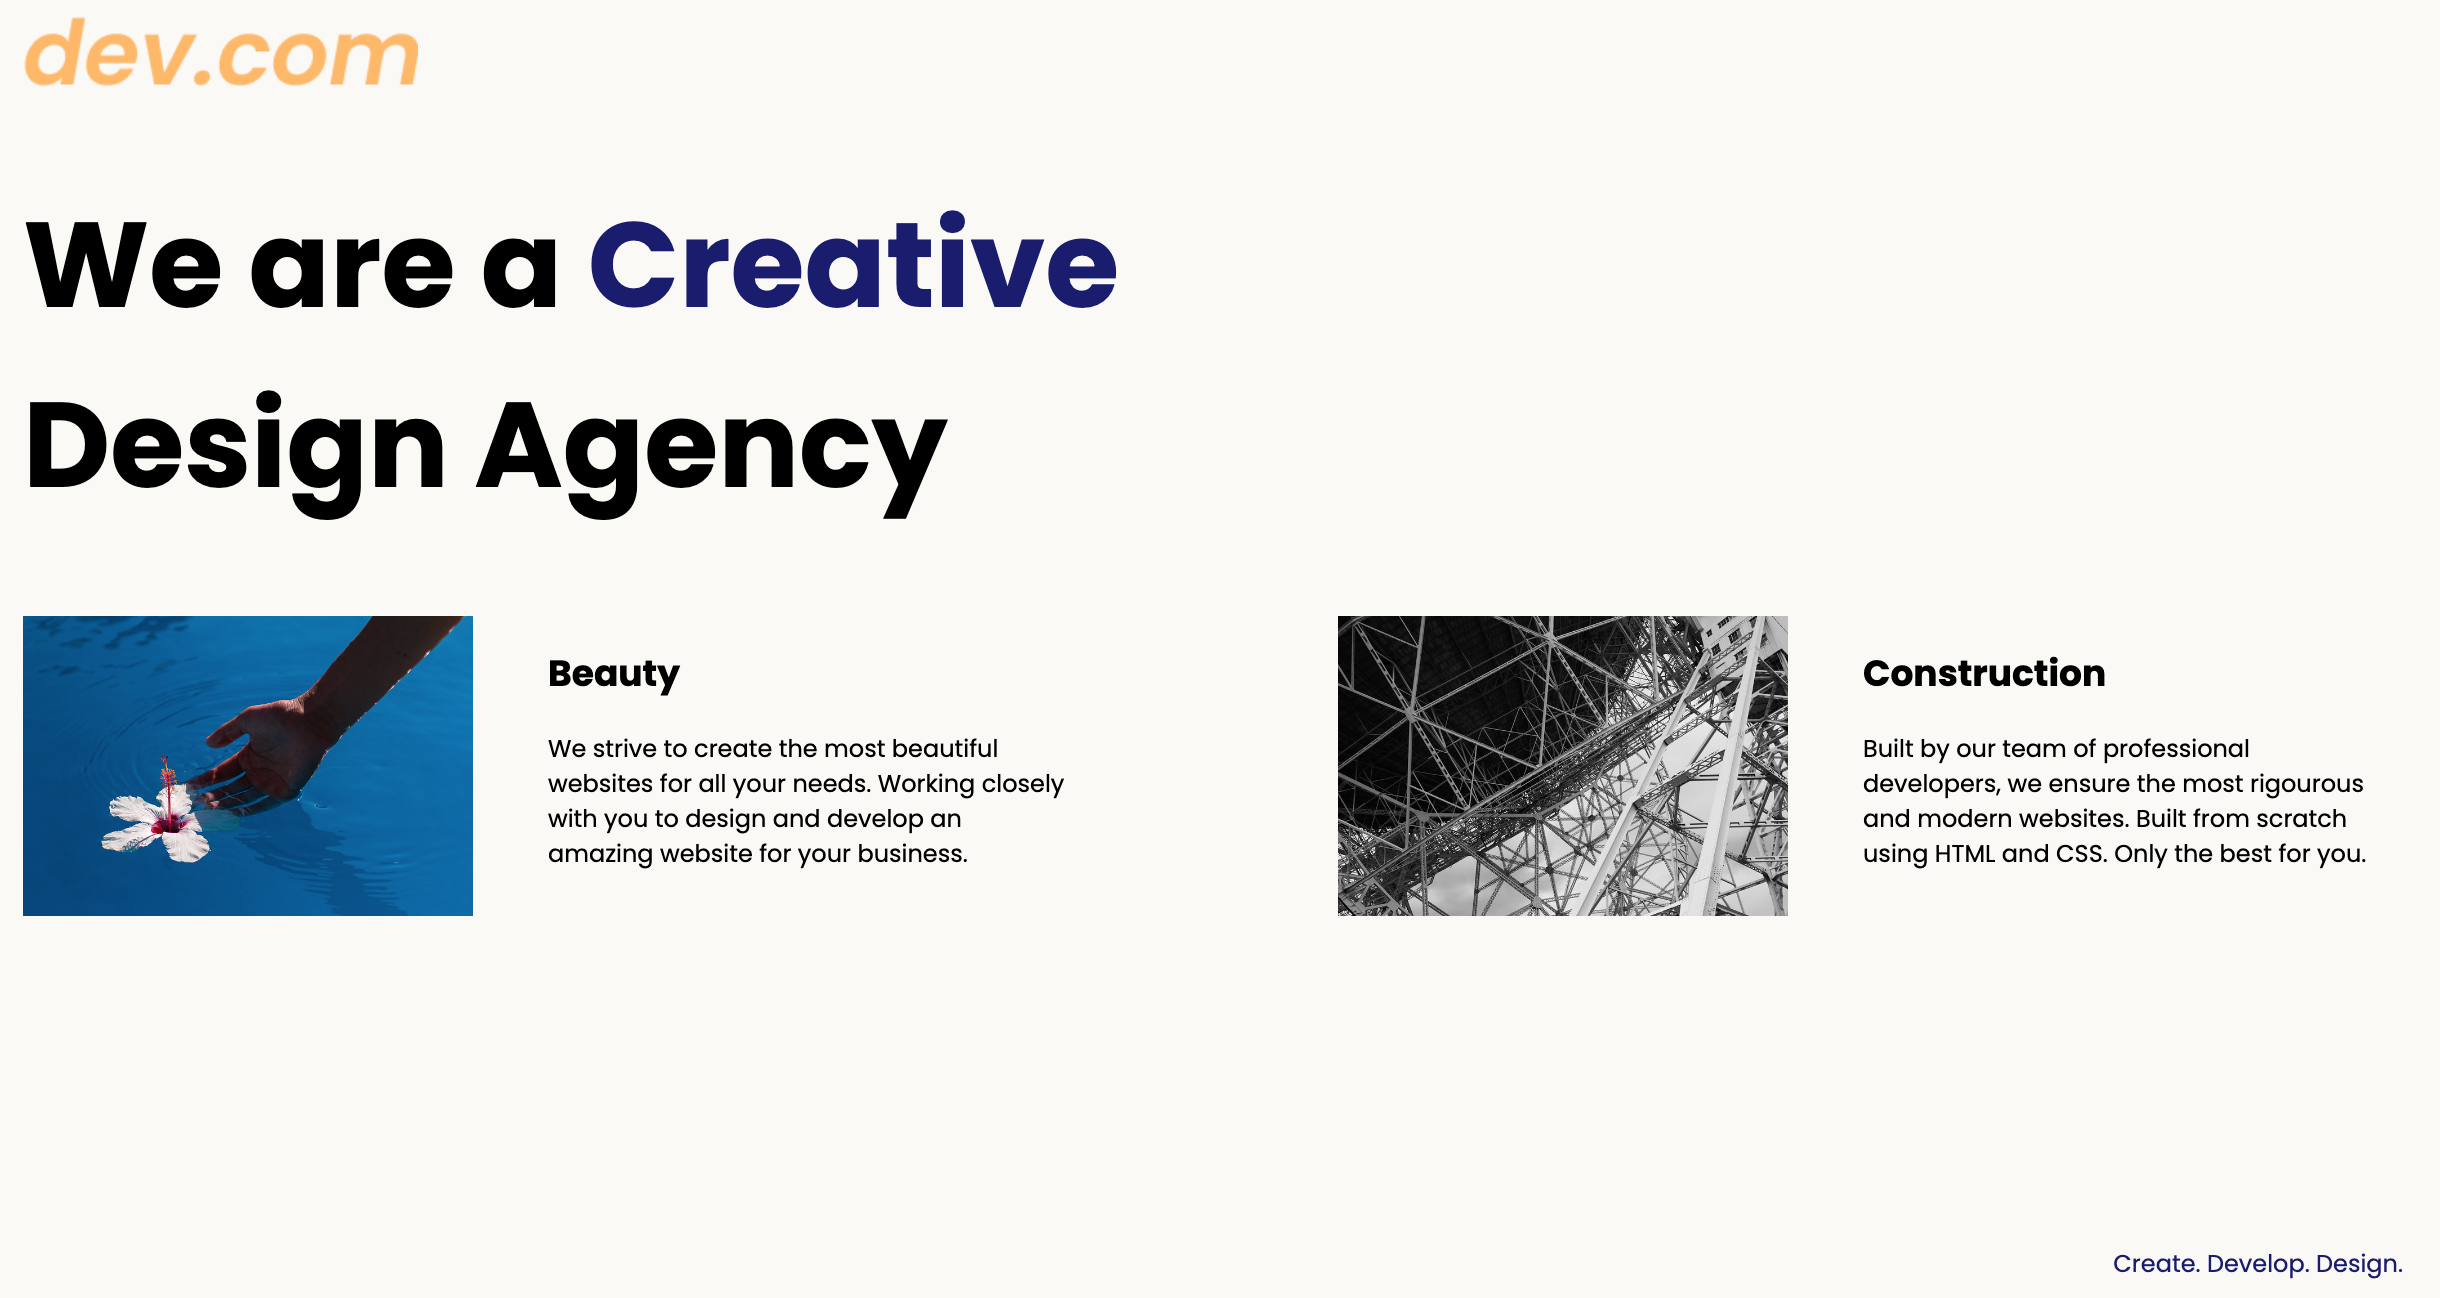 dev.com
We are a Creative
Design Agency
Beauty
We strive to create the most beautiful
websites for all your needs. Working closely
with you to design and develop an
amazing website for your business.
Construction
Built by our team of professional
developers, we ensure the most rigourous
and modern websites. Built from scratch
using HTML and CSS. Only the best for you.
Create. Develop. Design.